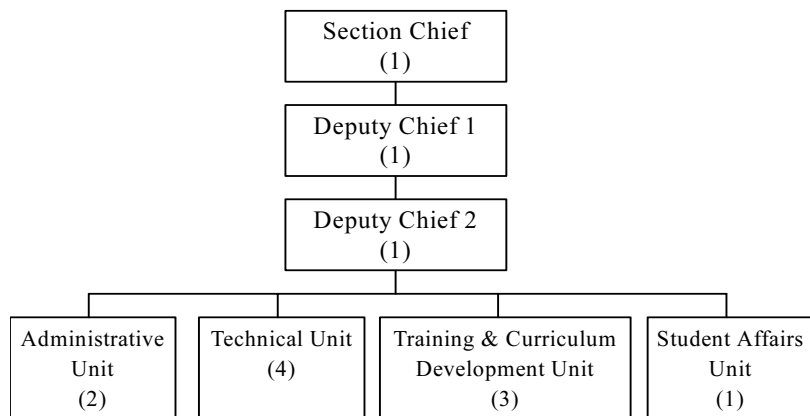 Section Chief
(1)
Deputy Chief 1
(1)
Deputy Chief 2
(1)
Administrative
Unit
(2)
Technical Unit
(4)
Training & Curriculum
Development Unit
(3)
Student Affairs
Unit
(1)